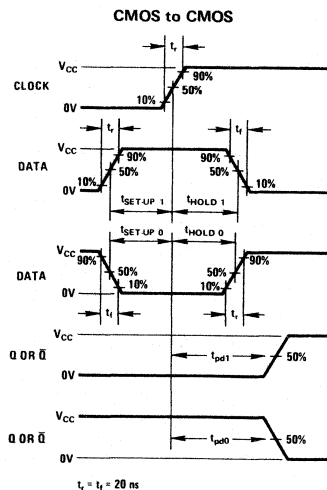 CMOS to CMOS
tr
VCC
90%
50%
CLOCK
10%
0V
tr
tf
VCC
90%
90%
DATA
50%
50%
10%
10%
0V
tSET-UP 1
tHOLD 1
tSET-UP 0
tHOLD 0
VCC
90%
90%
DATA
50%
50%
10%
10%
0V
tf
tr
VCC
Q OR Q̅
tpd1
50%
0V
VCC
tpd0
50%
Q OR Q̅
0V
tr = tf = 20 ns